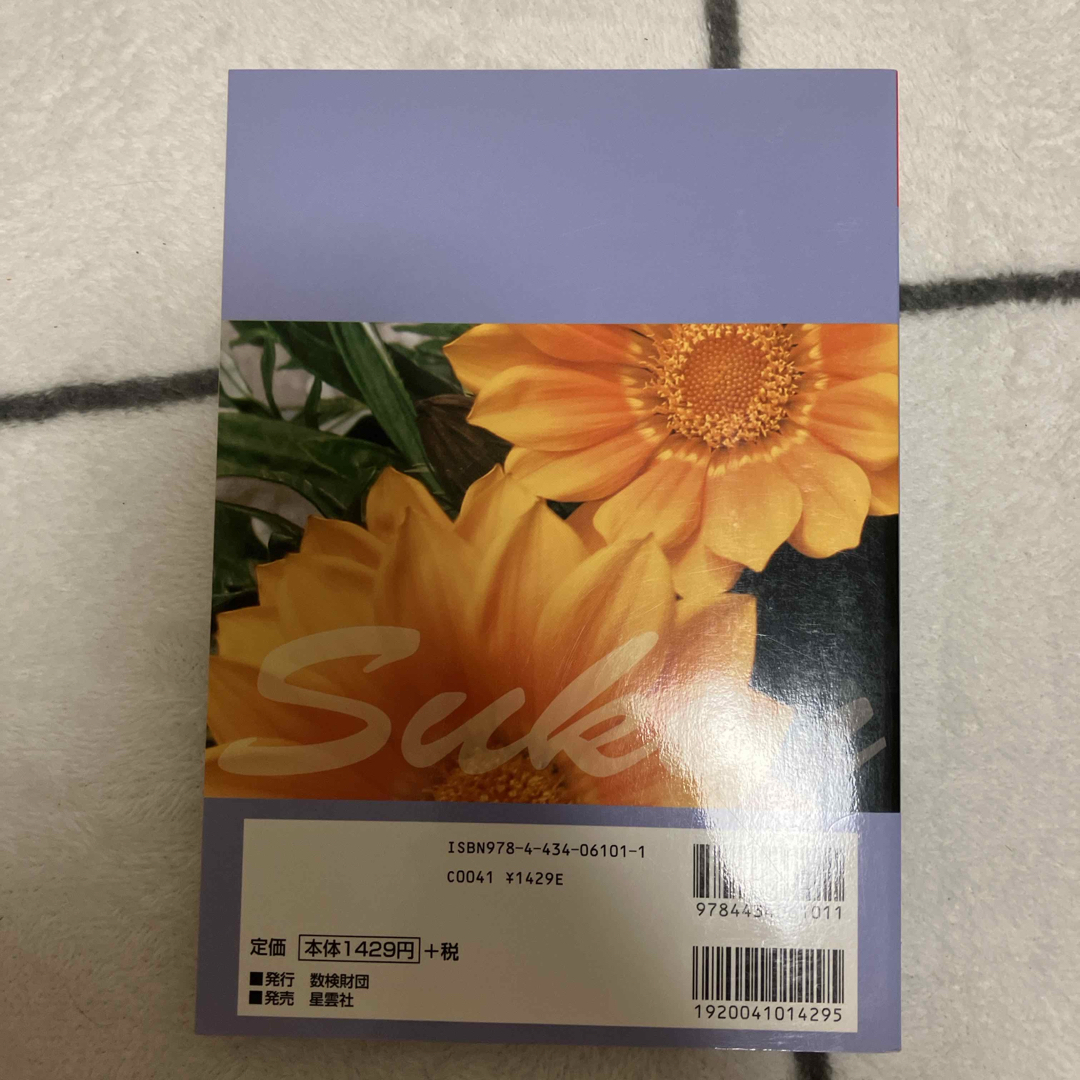 ISBN978-4-434-06101-1
C0041 ¥1429E
定価 本体1429円+税
■発行 数検財団
■発売 星雲社
1920041014295